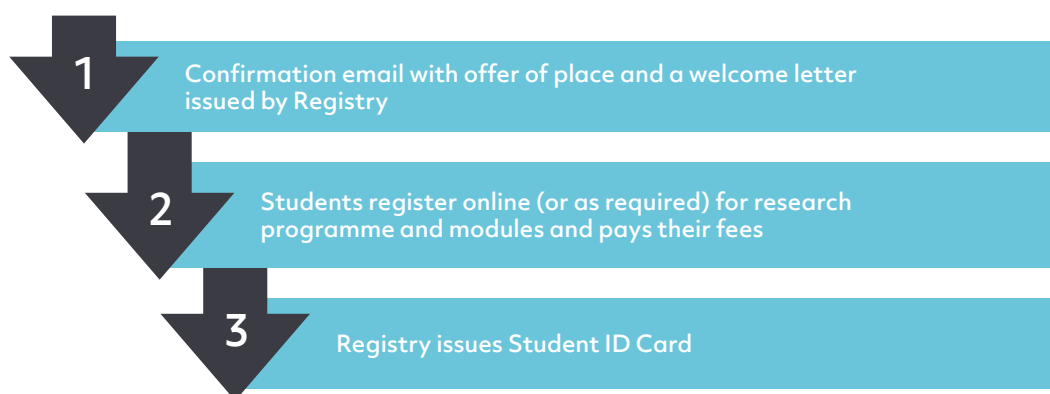 1
Confirmation email with offer of place and a welcome letter
issued by Registry
2
Students register online (or as required) for research
programme and modules and pays their fees
3
Registry issues Student ID Card